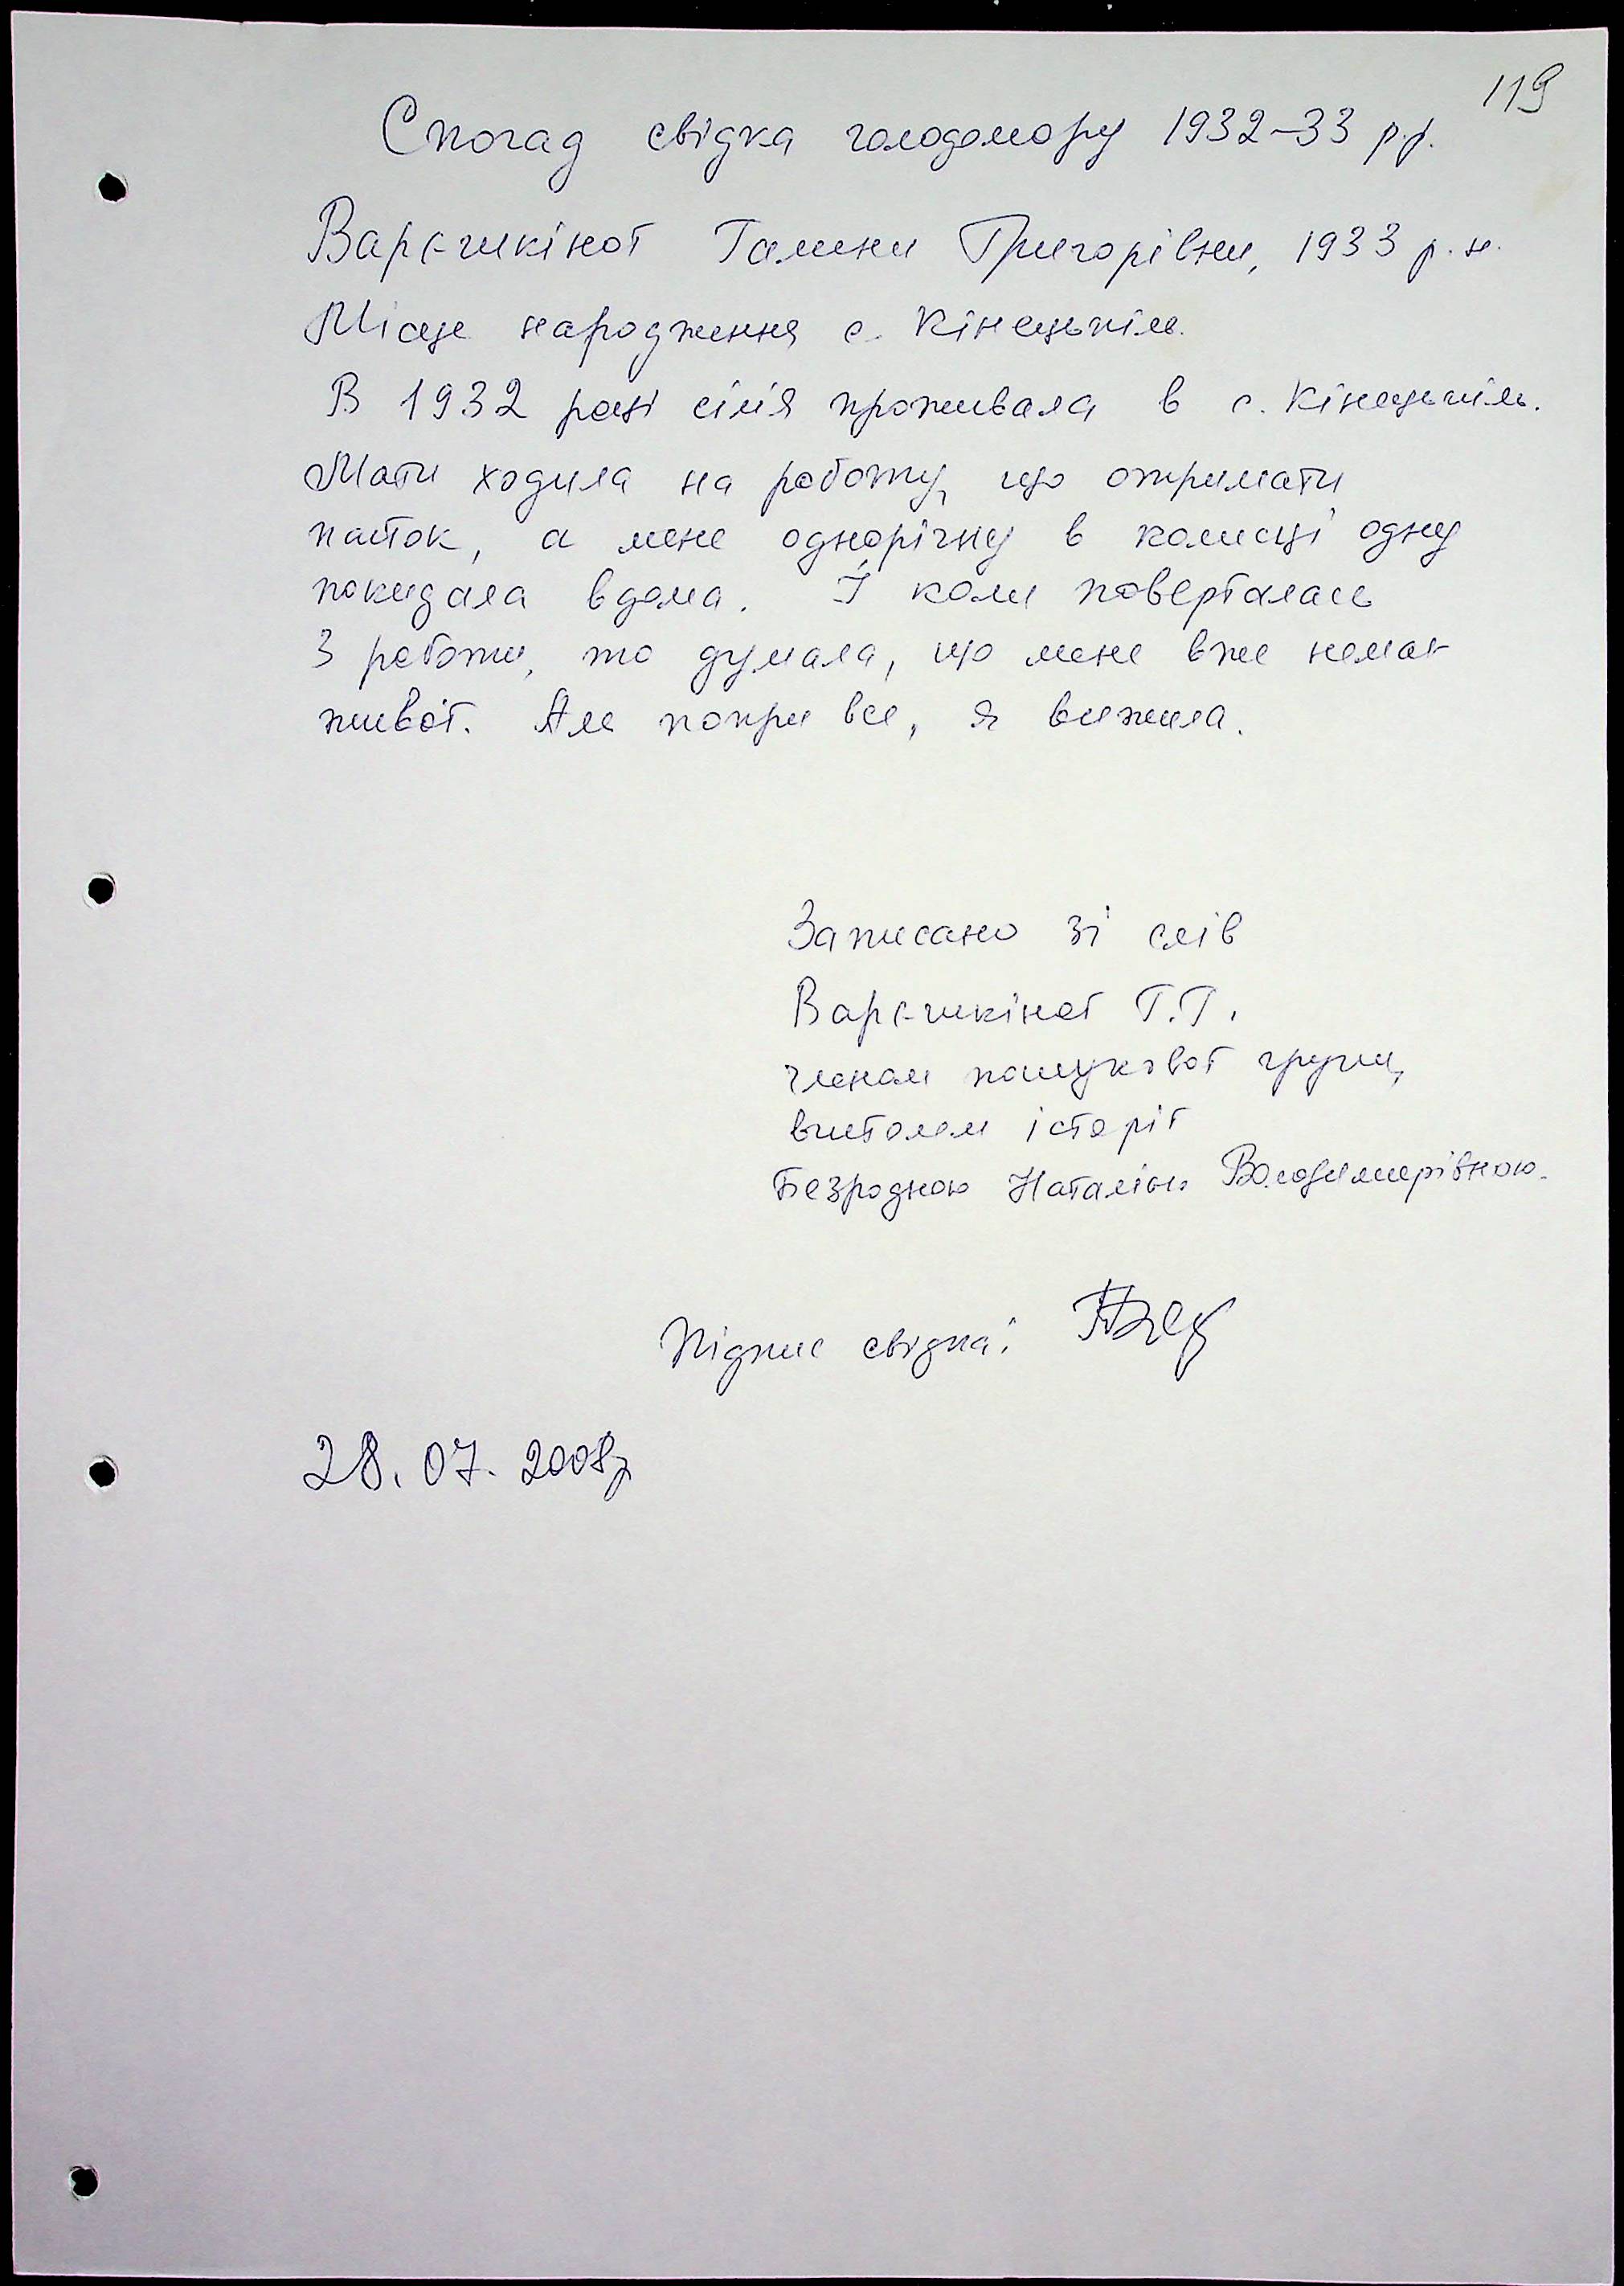 119
Спогад свідка голодомору 1932-33 р.р.
Варєшкіної Галини Григорівни, 1933 р.н.
Місце народження с. Кінецьпіль.
В 1932 році сім'я проживала в с. Кінецьпіль.
Мати ходила на роботу, що отримати
пайок, а мене однорічну в колисці одну
покидала вдома. І коли поверталась
з роботи, то думала, що мене вже немає
живої. Але попри все, я вижила.
Записано зі слів
Варєшкіної Г.Г.
членом пошукової групи,
вчителем історії
Безродною Наталією Володимирівною.
Підпис свідка:
28.07.2008р